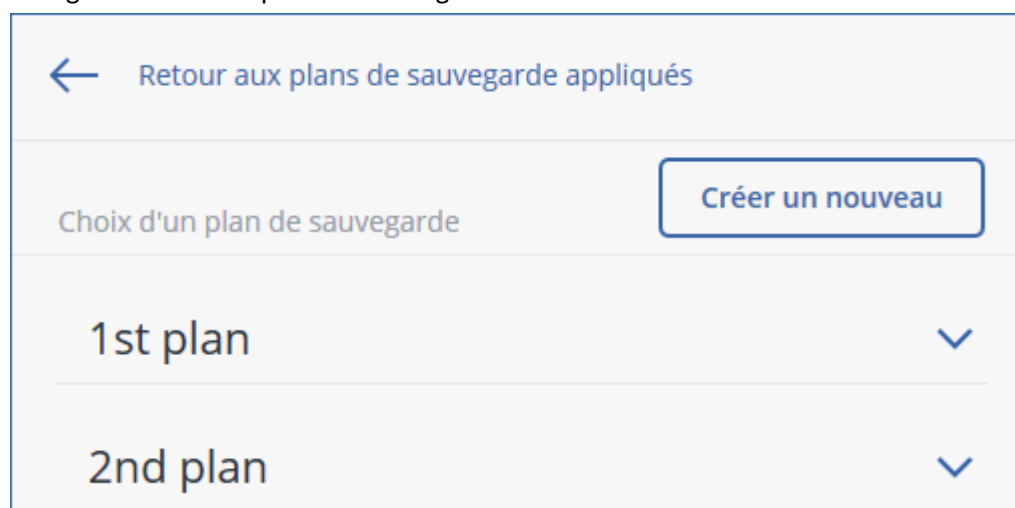 Retour aux plans de sauvegarde appliqués
Créer un nouveau
Choix d'un plan de sauvegarde
1st plan
2nd plan